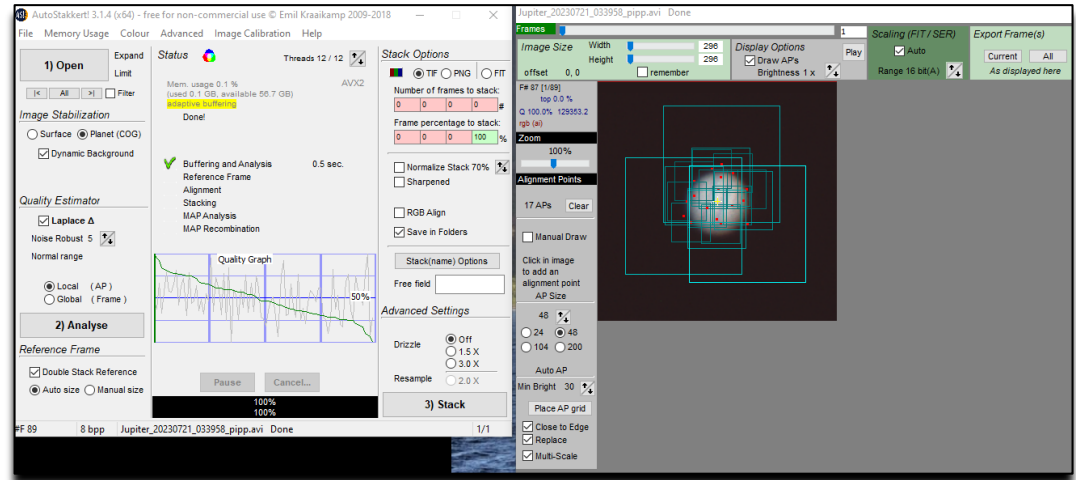 AutoStakkert! 3.1.4 (x64) - free for non-commercial use © Emil Kraaikamp 2009-2018
File Memory Usage Colour Advanced Image Calibration Help
1) Open
Expand
Limit
|< All >| Filter
Image Stabilization
Surface Planet (COG)
Dynamic Background
Quality Estimator
Laplace Δ
Noise Robust 5
Normal range
Local (AP)
Global (Frame)
2) Analyse
Reference Frame
Double Stack Reference
Auto size Manual size
Status
Threads 12 / 12
Mem. usage 0.1 %
AVX2
(used 0.1 GB, available 56.7 GB)
adaptive buffering
Done!
Buffering and Analysis 0.5 sec.
Reference Frame
Alignment
Stacking
MAP Analysis
MAP Recombination
Quality Graph
50%
Pause Cancel...
100%
100%
Stack Options
TIF PNG FIT
Number of frames to stack:
0 0 0 0 #
Frame percentage to stack:
0 0 0 100 %
Normalize Stack 70%
Sharpened
RGB Align
Save in Folders
Stack(name) Options
Free field
Advanced Settings
Drizzle
Off
1.5 X
3.0 X
Resample 2.0 X
3) Stack
#F 89 8 bpp Jupiter_20230721_033958_pipp.avi Done 1/1
Jupiter_20230721_033958_pipp.avi Done
Frames
1
Image Size Width 296
Height 296
offset 0, 0 remember
Display Options
Draw AP's
Brightness 1 x
Play
Scaling (FIT / SER)
Auto
Range 16 bit(A)
Export Frame(s)
Current All
As displayed here
F# 87 [1/89]
top 0.0 %
Q 100.0% 129353.2
rgb (ai)
Zoom
100%
Alignment Points
17 APs Clear
Manual Draw
Click in image
to add an
alignment point
AP Size
48
24 48
104 200
Auto AP
Min Bright 30
Place AP grid
Close to Edge
Replace
Multi-Scale